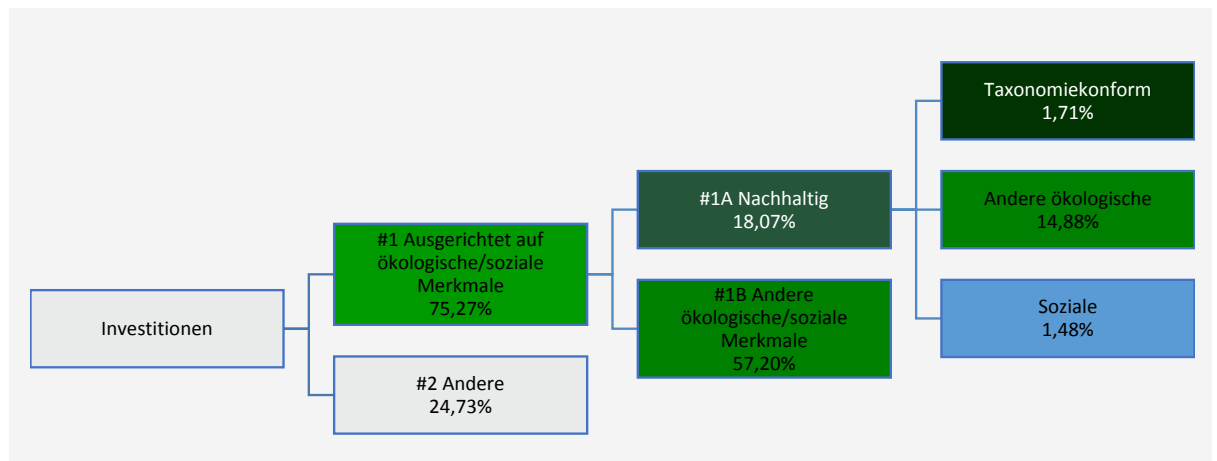 Investitionen
#1 Ausgerichtet auf
ökologische/soziale
Merkmale
75,27%
#2 Andere
24,73%
#1A Nachhaltig
18,07%
#1B Andere
ökologische/soziale
Merkmale
57,20%
Taxonomiekonform
1,71%
Andere ökologische
14,88%
Soziale
1,48%